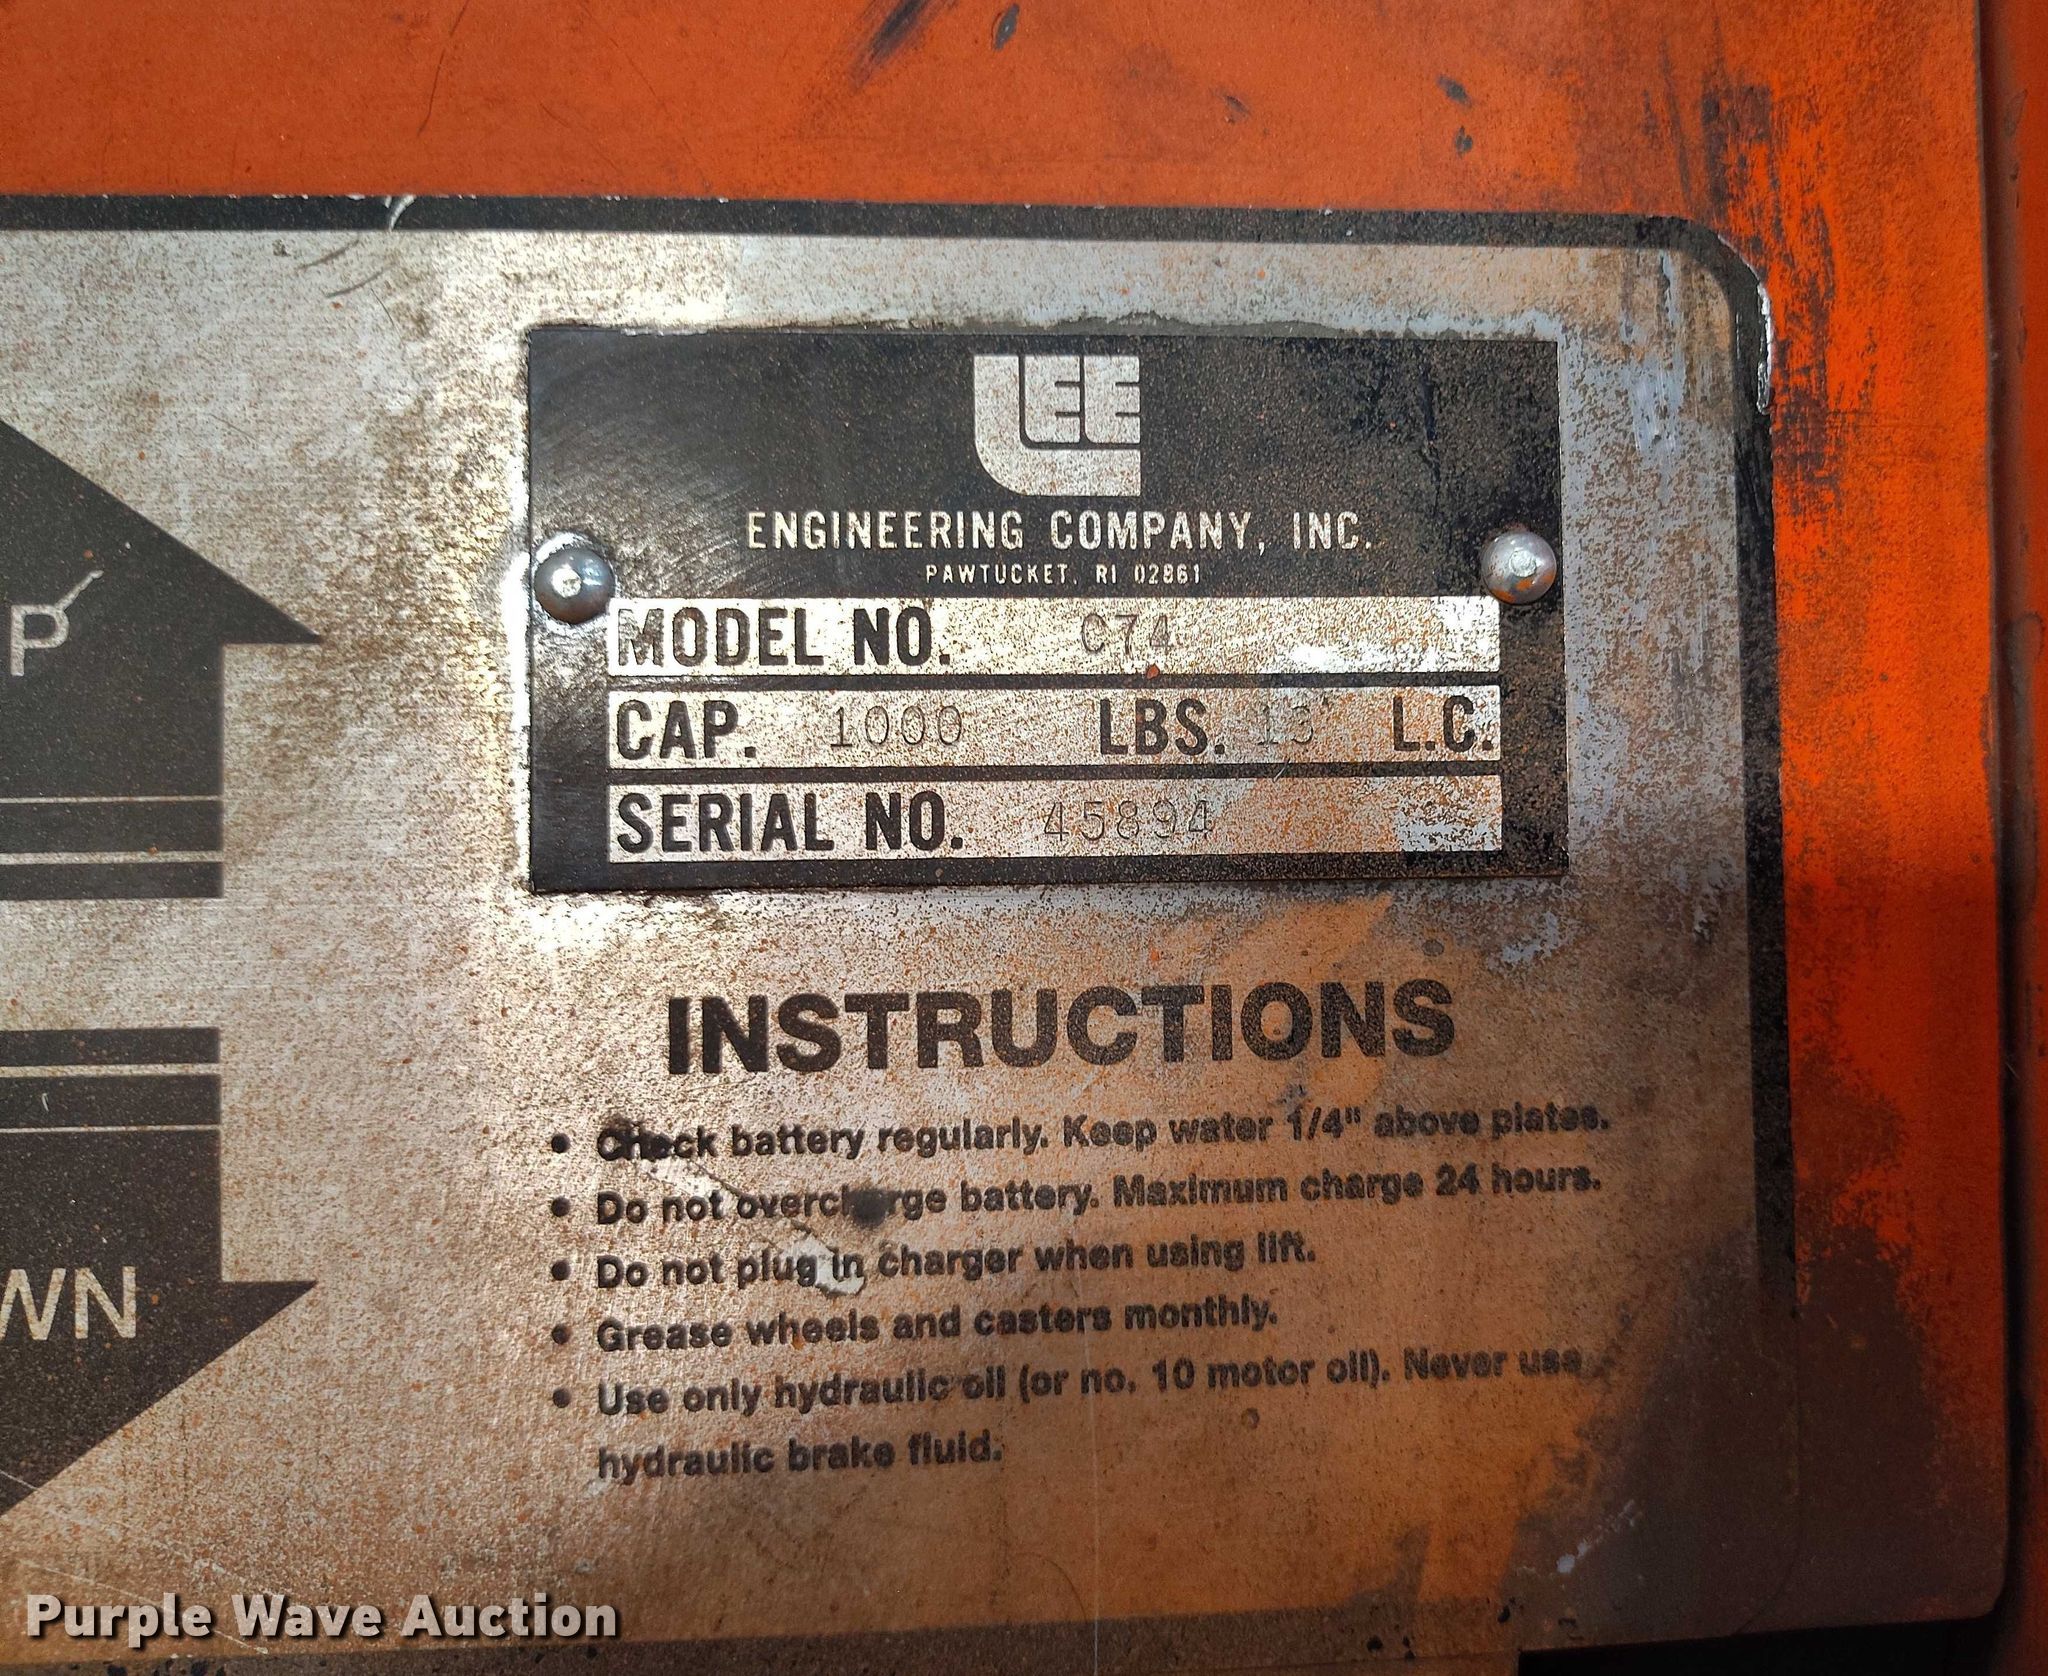 LEE
ENGINEERING COMPANY, INC.
PAWTUCKET, RI 02861
MODEL NO. C74
CAP. 1000 LBS. 13" L.C.
SERIAL NO. 45894
P
WN
INSTRUCTIONS
• Check battery regularly. Keep water 1/4" above plates.
• Do not overcharge battery. Maximum charge 24 hours.
• Do not plug in charger when using lift.
• Grease wheels and casters monthly.
• Use only hydraulic oil (or no. 10 motor oil). Never use
hydraulic brake fluid.
Purple Wave Auction